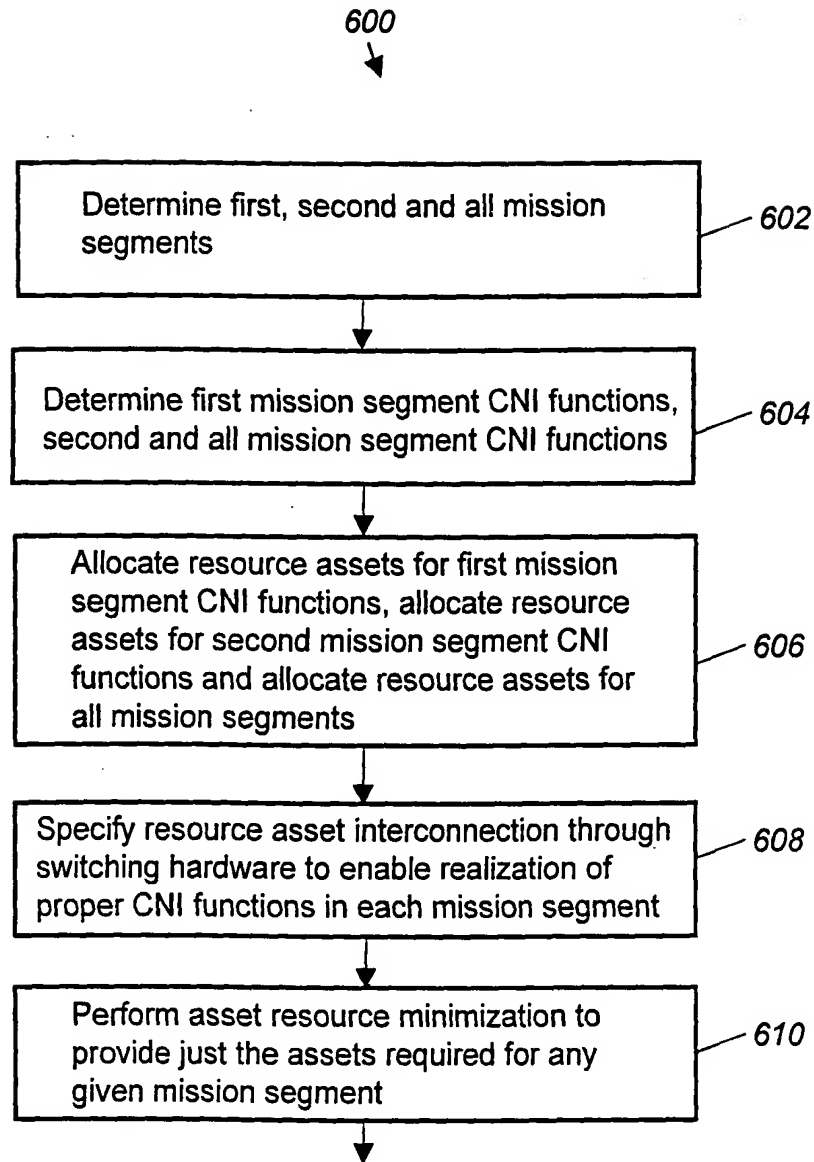 600
Determine first, second and all mission
segments
602
Determine first mission segment CNI functions,
second and all mission segment CNI functions
604
Allocate resource assets for first mission
segment CNI functions, allocate resource
assets for second mission segment CNI
functions and allocate resource assets for
all mission segments
606
Specify resource asset interconnection through
switching hardware to enable realization of
proper CNI functions in each mission segment
608
Perform asset resource minimization to
provide just the assets required for any
given mission segment
610